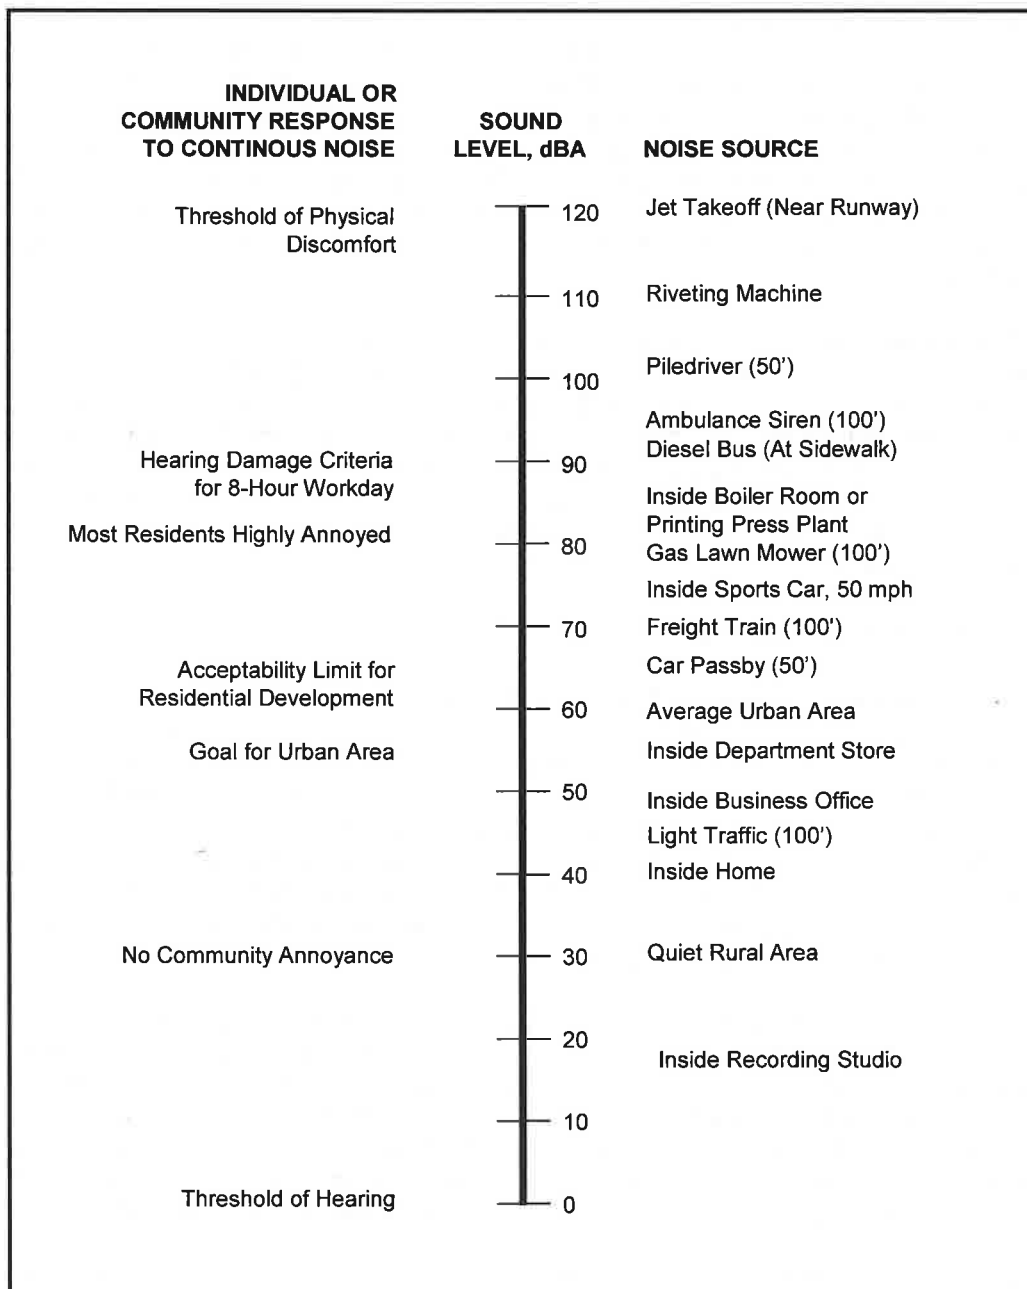 INDIVIDUAL OR
COMMUNITY RESPONSE
TO CONTINOUS NOISE
SOUND
LEVEL, dBA
NOISE SOURCE
Threshold of Physical
Discomfort
120
Jet Takeoff (Near Runway)
110
Riveting Machine
100
Piledriver (50')
Ambulance Siren (100')
Diesel Bus (At Sidewalk)
Hearing Damage Criteria
for 8-Hour Workday
90
Inside Boiler Room or
Printing Press Plant
Most Residents Highly Annoyed
80
Gas Lawn Mower (100')
Inside Sports Car, 50 mph
70
Freight Train (100')
Acceptability Limit for
Residential Development
Car Passby (50')
60
Average Urban Area
Goal for Urban Area
Inside Department Store
50
Inside Business Office
Light Traffic (100')
40
Inside Home
No Community Annoyance
30
Quiet Rural Area
20
Inside Recording Studio
10
Threshold of Hearing
0